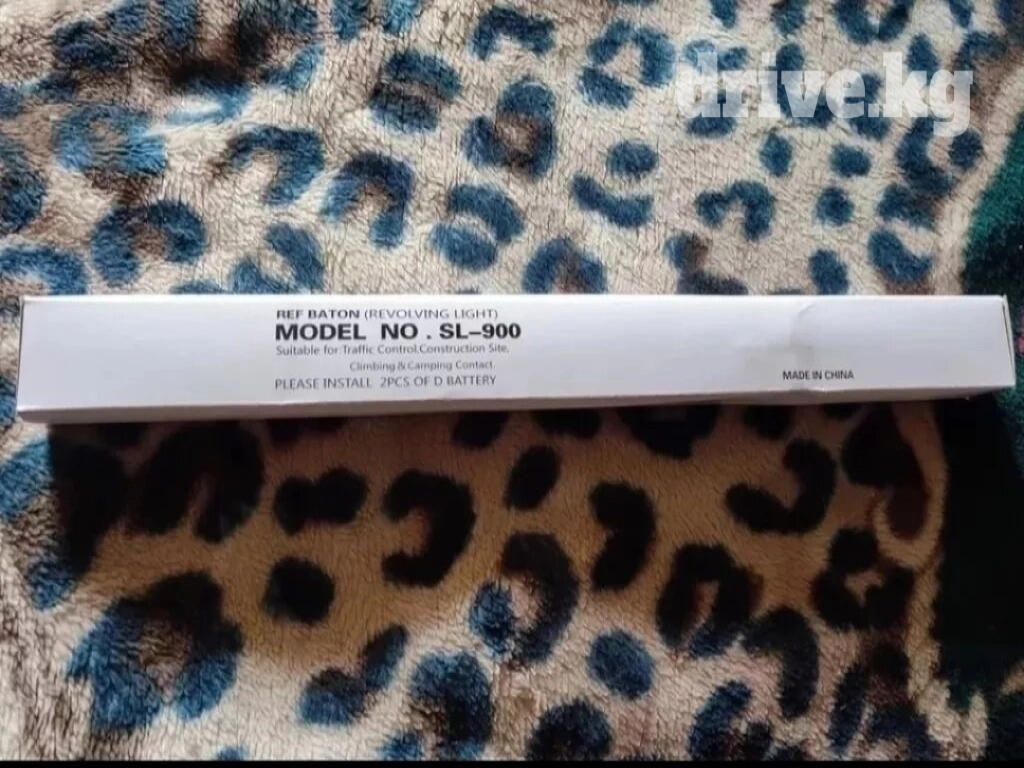 drive.kg
REF BATON (REVOLVING LIGHT)
MODEL NO . SL-900
Suitable for Traffic Control.Construction Site,
Climbing & Camping Contact.
PLEASE INSTALL 2PCS OF D BATTERY
MADE IN CHINA